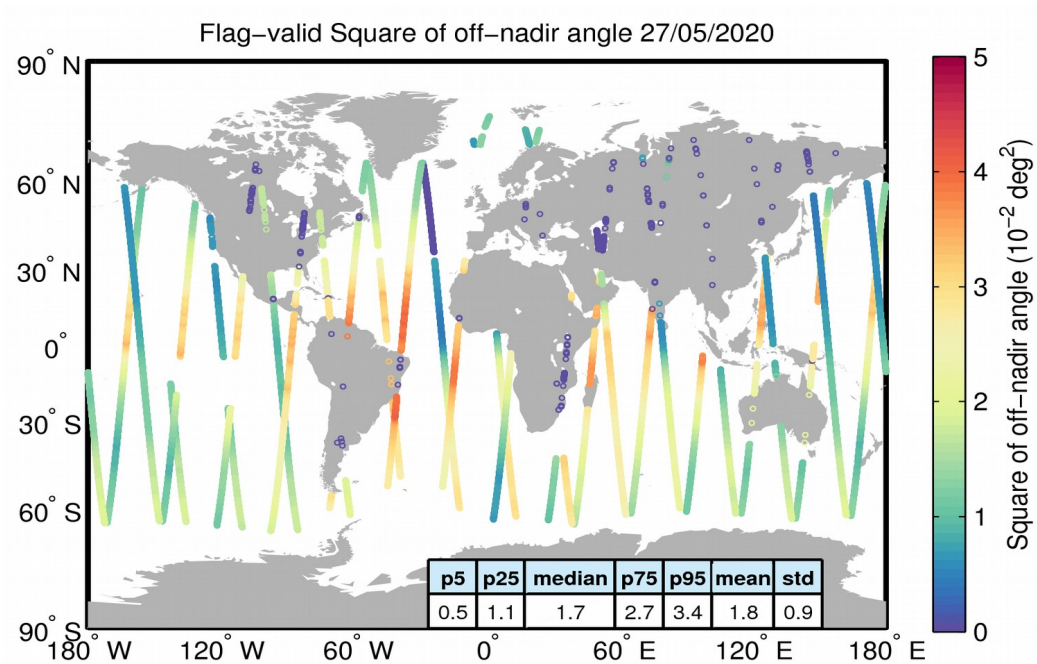 Flag−valid Square of off−nadir angle 27/05/2020
90° N
60° N
30° N
0°
30° S
60° S
90° S
180° W
120° W
60° W
0°
60° E
120° E
180° E
5
4
3
2
1
0
Square of off−nadir angle (10⁻² deg²)
p5 p25 median p75 p95 mean std
0.5 1.1 1.7 2.7 3.4 1.8 0.9